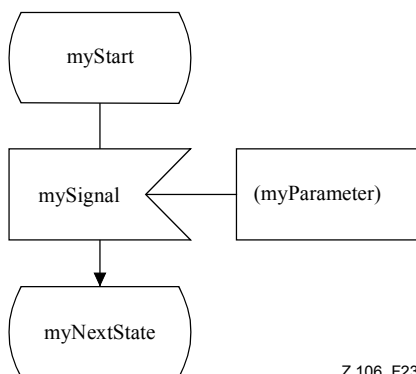 myStart
mySignal
(myParameter)
myNextState
Z.106_F23